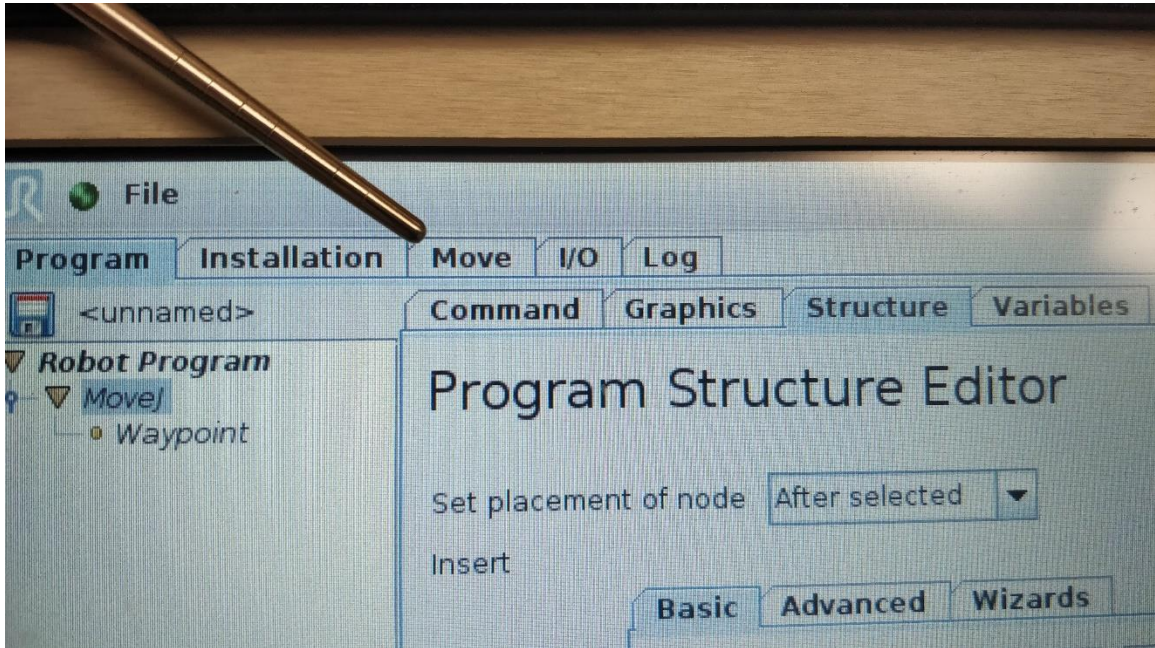 File
Program Installation Move I/O Log
<unnamed>
Command Graphics Structure Variables
Robot Program
MoveJ
Waypoint
Program Structure Editor
Set placement of node After selected
Insert
Basic Advanced Wizards